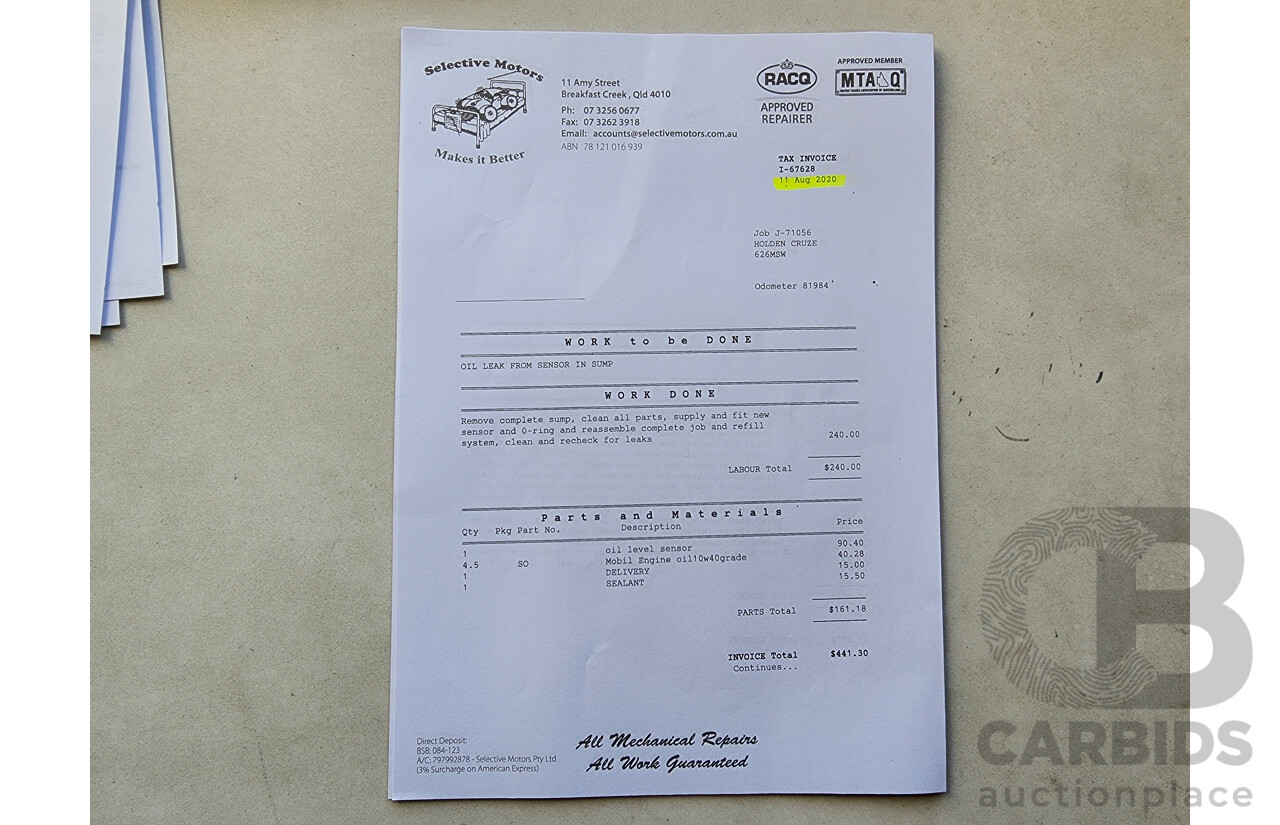 Selective Motors
Makes it Better
11 Amy Street
Breakfast Creek , Qld 4010
Ph: 07 3256 0677
Fax: 07 3262 3918
Email: accounts@selectivemotors.com.au
ABN 78 121 016 939
RACQ
APPROVED
REPAIRER
APPROVED MEMBER
MTA Q
TAX INVOICE
I-67628
11 Aug 2020
Job J-71056
HOLDEN CRUZE
626MSW
Odometer 81984
WORK to be DONE
OIL LEAK FROM SENSOR IN SUMP
WORK DONE
Remove complete sump, clean all parts, supply and fit new
sensor and 0-ring and reassemble complete job and refill
system, clean and recheck for leaks 240.00
LABOUR Total $240.00
Parts and Materials
Qty Pkg Part No. Description Price
1 oil level sensor 90.40
4.5 SO Mobil Engine oil10w40grade 40.28
1 DELIVERY 15.00
1 SEALANT 15.50
PARTS Total $161.18
INVOICE Total $441.30
Continues...
Direct Deposit:
BSB: 084-123
A/C: 797992878 - Selective Motors Pty Ltd
(3% Surcharge on American Express)
All Mechanical Repairs
All Work Guaranteed
CB
CARBIDS
auctionplace